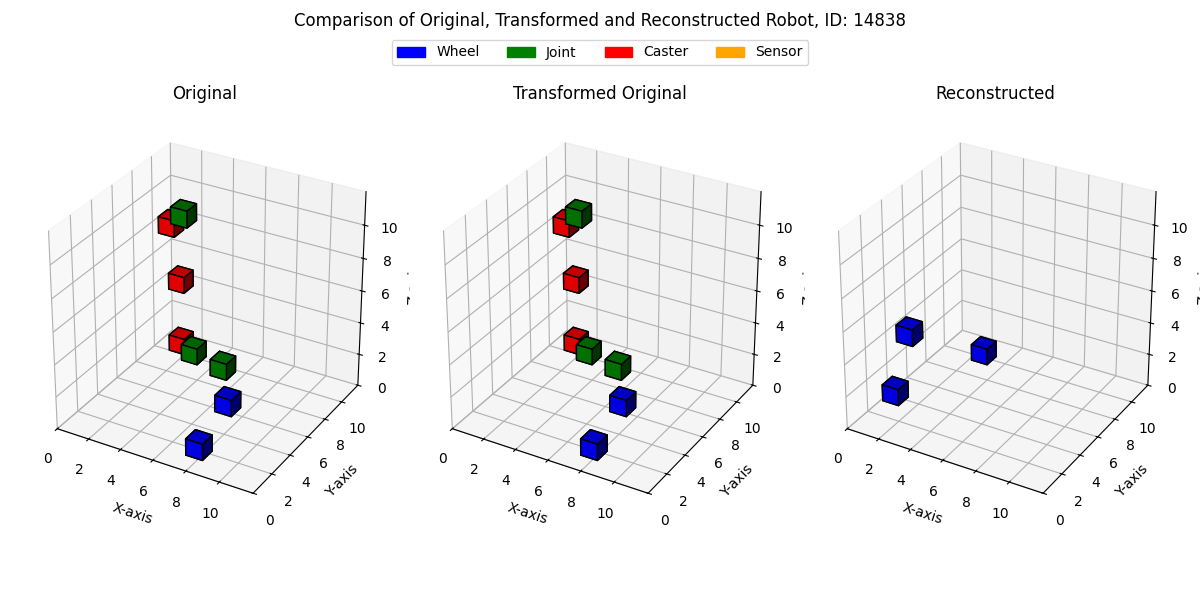 Comparison of Original, Transformed and Reconstructed Robot, ID: 14838
Wheel Joint Caster Sensor
Original Transformed Original Reconstructed
10 10 10
8 8 8
6 6 6
4 4 4
2 2 2
0 0 0
0 2 4 6 8 10 0 2 4 6 8 10 0 2 4 6 8 10
0 2 4 6 8 10 0 2 4 6 8 10 0 2 4 6 8 10
X-axis Y-axis X-axis Y-axis X-axis Y-axis